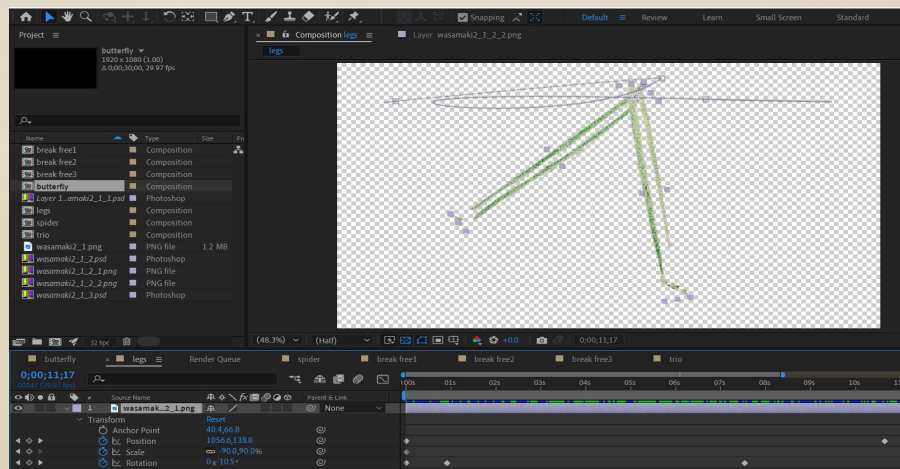 Snapping
Default
Review
Learn
Small Screen
Standard
Project
Composition legs
Layer wasamaki2_1_2_2.png
legs
butterfly
1920 x 1080 (1.00)
Δ 0;00;30;00, 29.97 fps
Name Type Size
break free1 Composition
break free2 Composition
break free3 Composition
butterfly Composition
Layer 1...amaki2_1_1.psd Photoshop
legs Composition
spider Composition
trio Composition
wasamaki2_1.png PNG file 1.2 MB
wasamaki2_1_2.psd Photoshop
wasamaki2_1_2_1.png PNG file
wasamaki2_1_2_2.png PNG file
wasamaki2_1_3.psd Photoshop
32 bpc
(48.3%) (Half) +0.0 0;00;11;17
butterfly legs Render Queue spider break free1 break free2 break free3 trio
0;00;11;17
00347 (29.97 fps)
:00s 01s 02s 03s 04s 05s 06s 07s 08s 09s 10s 11
# Source Name fx Parent & Link
1 wasamak...2_1.png None
Transform Reset
Anchor Point 40.4,66.8
Position 1056.6,138.8
Scale -90.0,90.0%
Rotation 0 x -10.5°